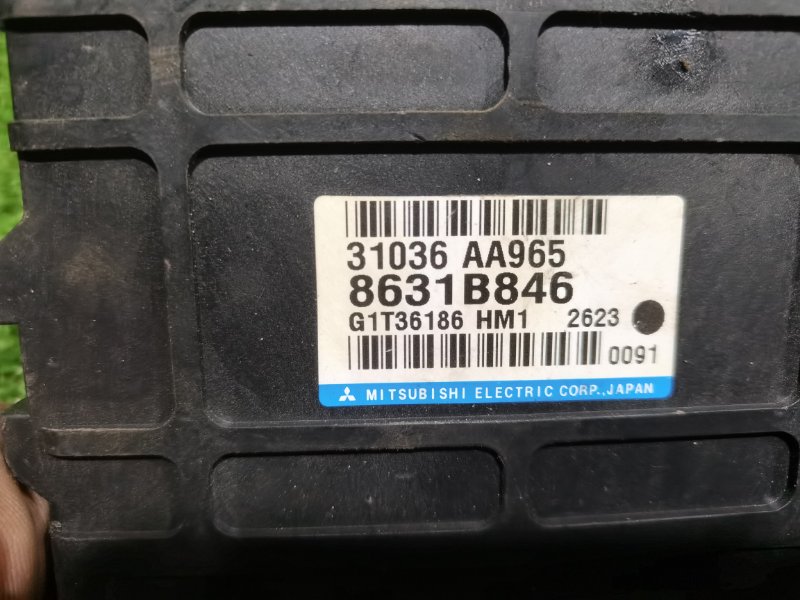 31036 AA965
8631B846
G1T36186 HM1 2623
0091
MITSUBISHI ELECTRIC CORP.,JAPAN